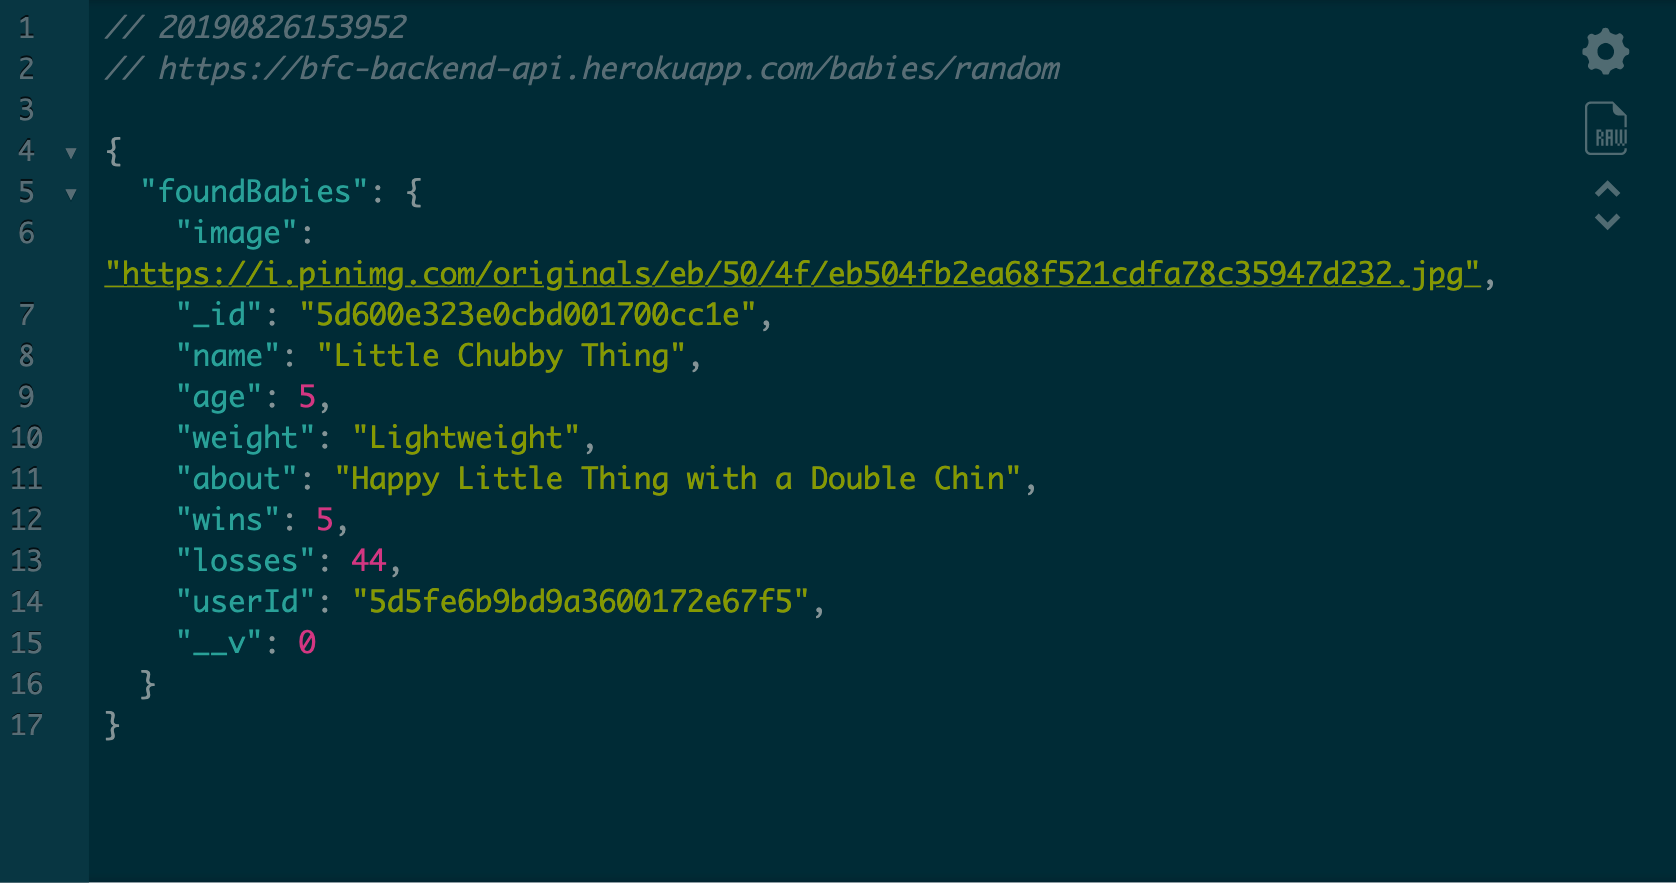 1 // 20190826153952
2 // https://bfc-backend-api.herokuapp.com/babies/random
3
4 ▼ {
5 ▼ "foundBabies": {
6 "image":
"https://i.pinimg.com/originals/eb/50/4f/eb504fb2ea68f521cdfa78c35947d232.jpg",
7 "_id": "5d600e323e0cbd001700cc1e",
8 "name": "Little Chubby Thing",
9 "age": 5,
10 "weight": "Lightweight",
11 "about": "Happy Little Thing with a Double Chin",
12 "wins": 5,
13 "losses": 44,
14 "userId": "5d5fe6b9bd9a3600172e67f5",
15 "__v": 0
16 }
17 }
RAW